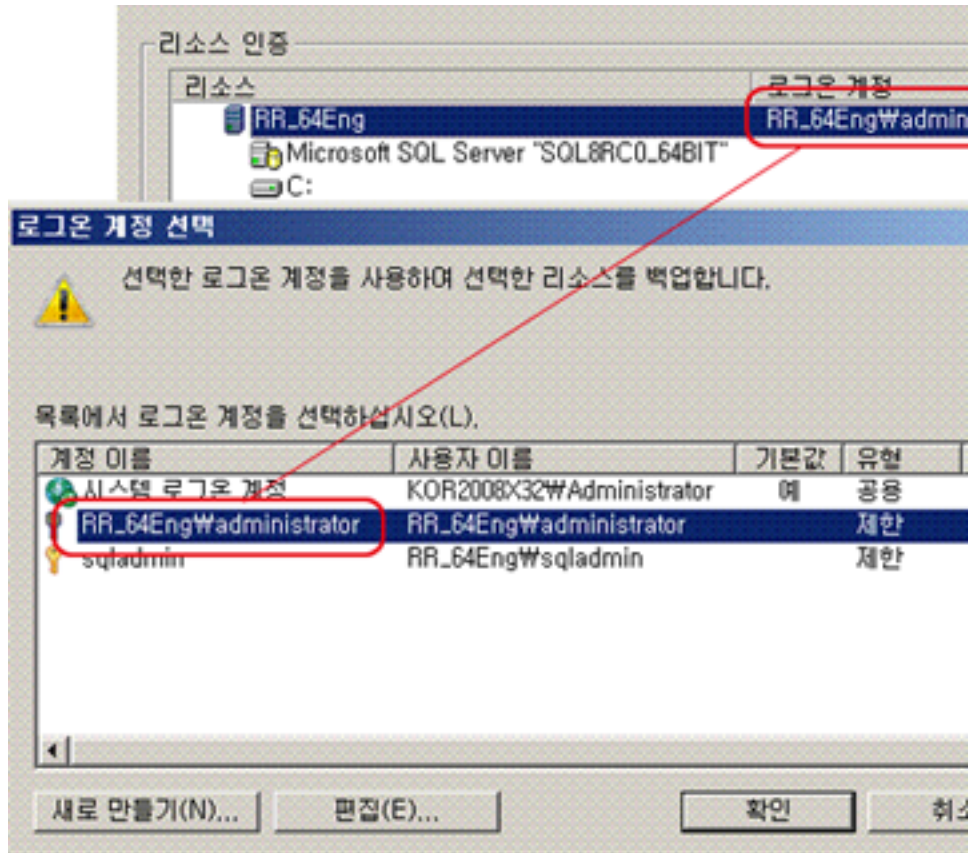 리소스 인증
리소스 로그온 계정
RR_64Eng RR_64Eng₩admin
Microsoft SQL Server "SQL8RC0_64BIT"
C:
로그온 계정 선택
선택한 로그온 계정을 사용하여 선택한 리소스를 백업합니다.
목록에서 로그온 계정을 선택하십시오(L).
계정 이름 사용자 이름 기본값 유형
시스템 로그온 계정 KOR2008X32₩Administrator 예 공용
RR_64Eng₩administrator RR_64Eng₩administrator 제한
sqladmin RR_64Eng₩sqladmin 제한
새로 만들기(N)... 편집(E)... 확인